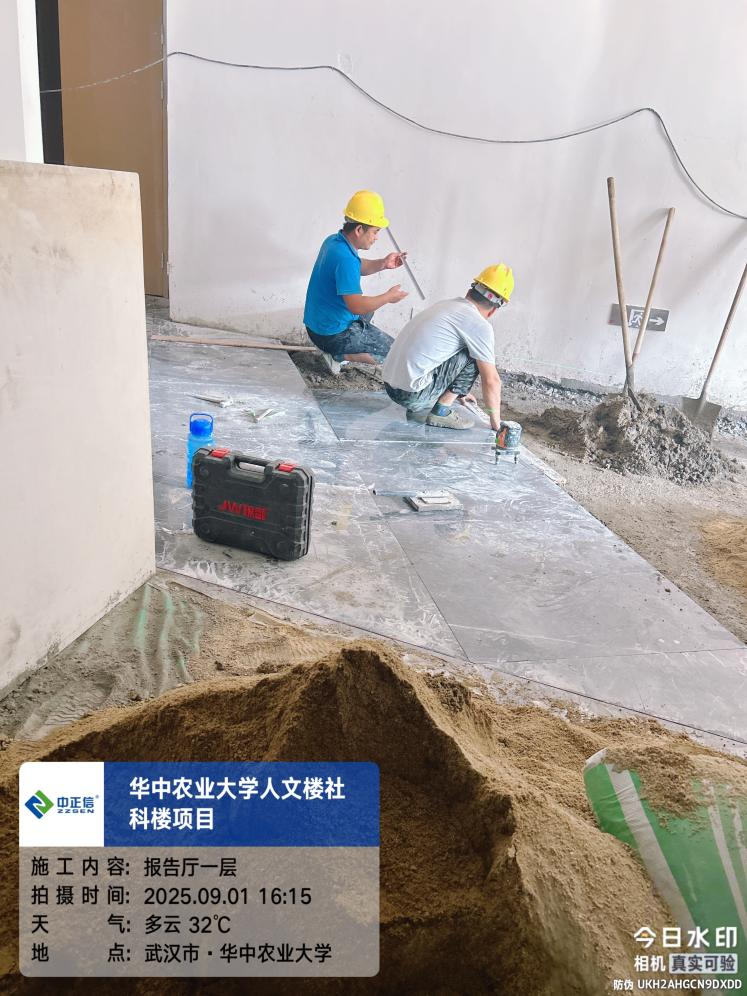 JW
中正信
ZZSEN
华中农业大学人文楼社
科楼项目
施工内容: 报告厅一层
拍摄时间: 2025.09.01 16:15
天气: 多云 32℃
地点: 武汉市·华中农业大学
今日水印
相机 真实可验
防伪 UKH2AHGCN9DXDD